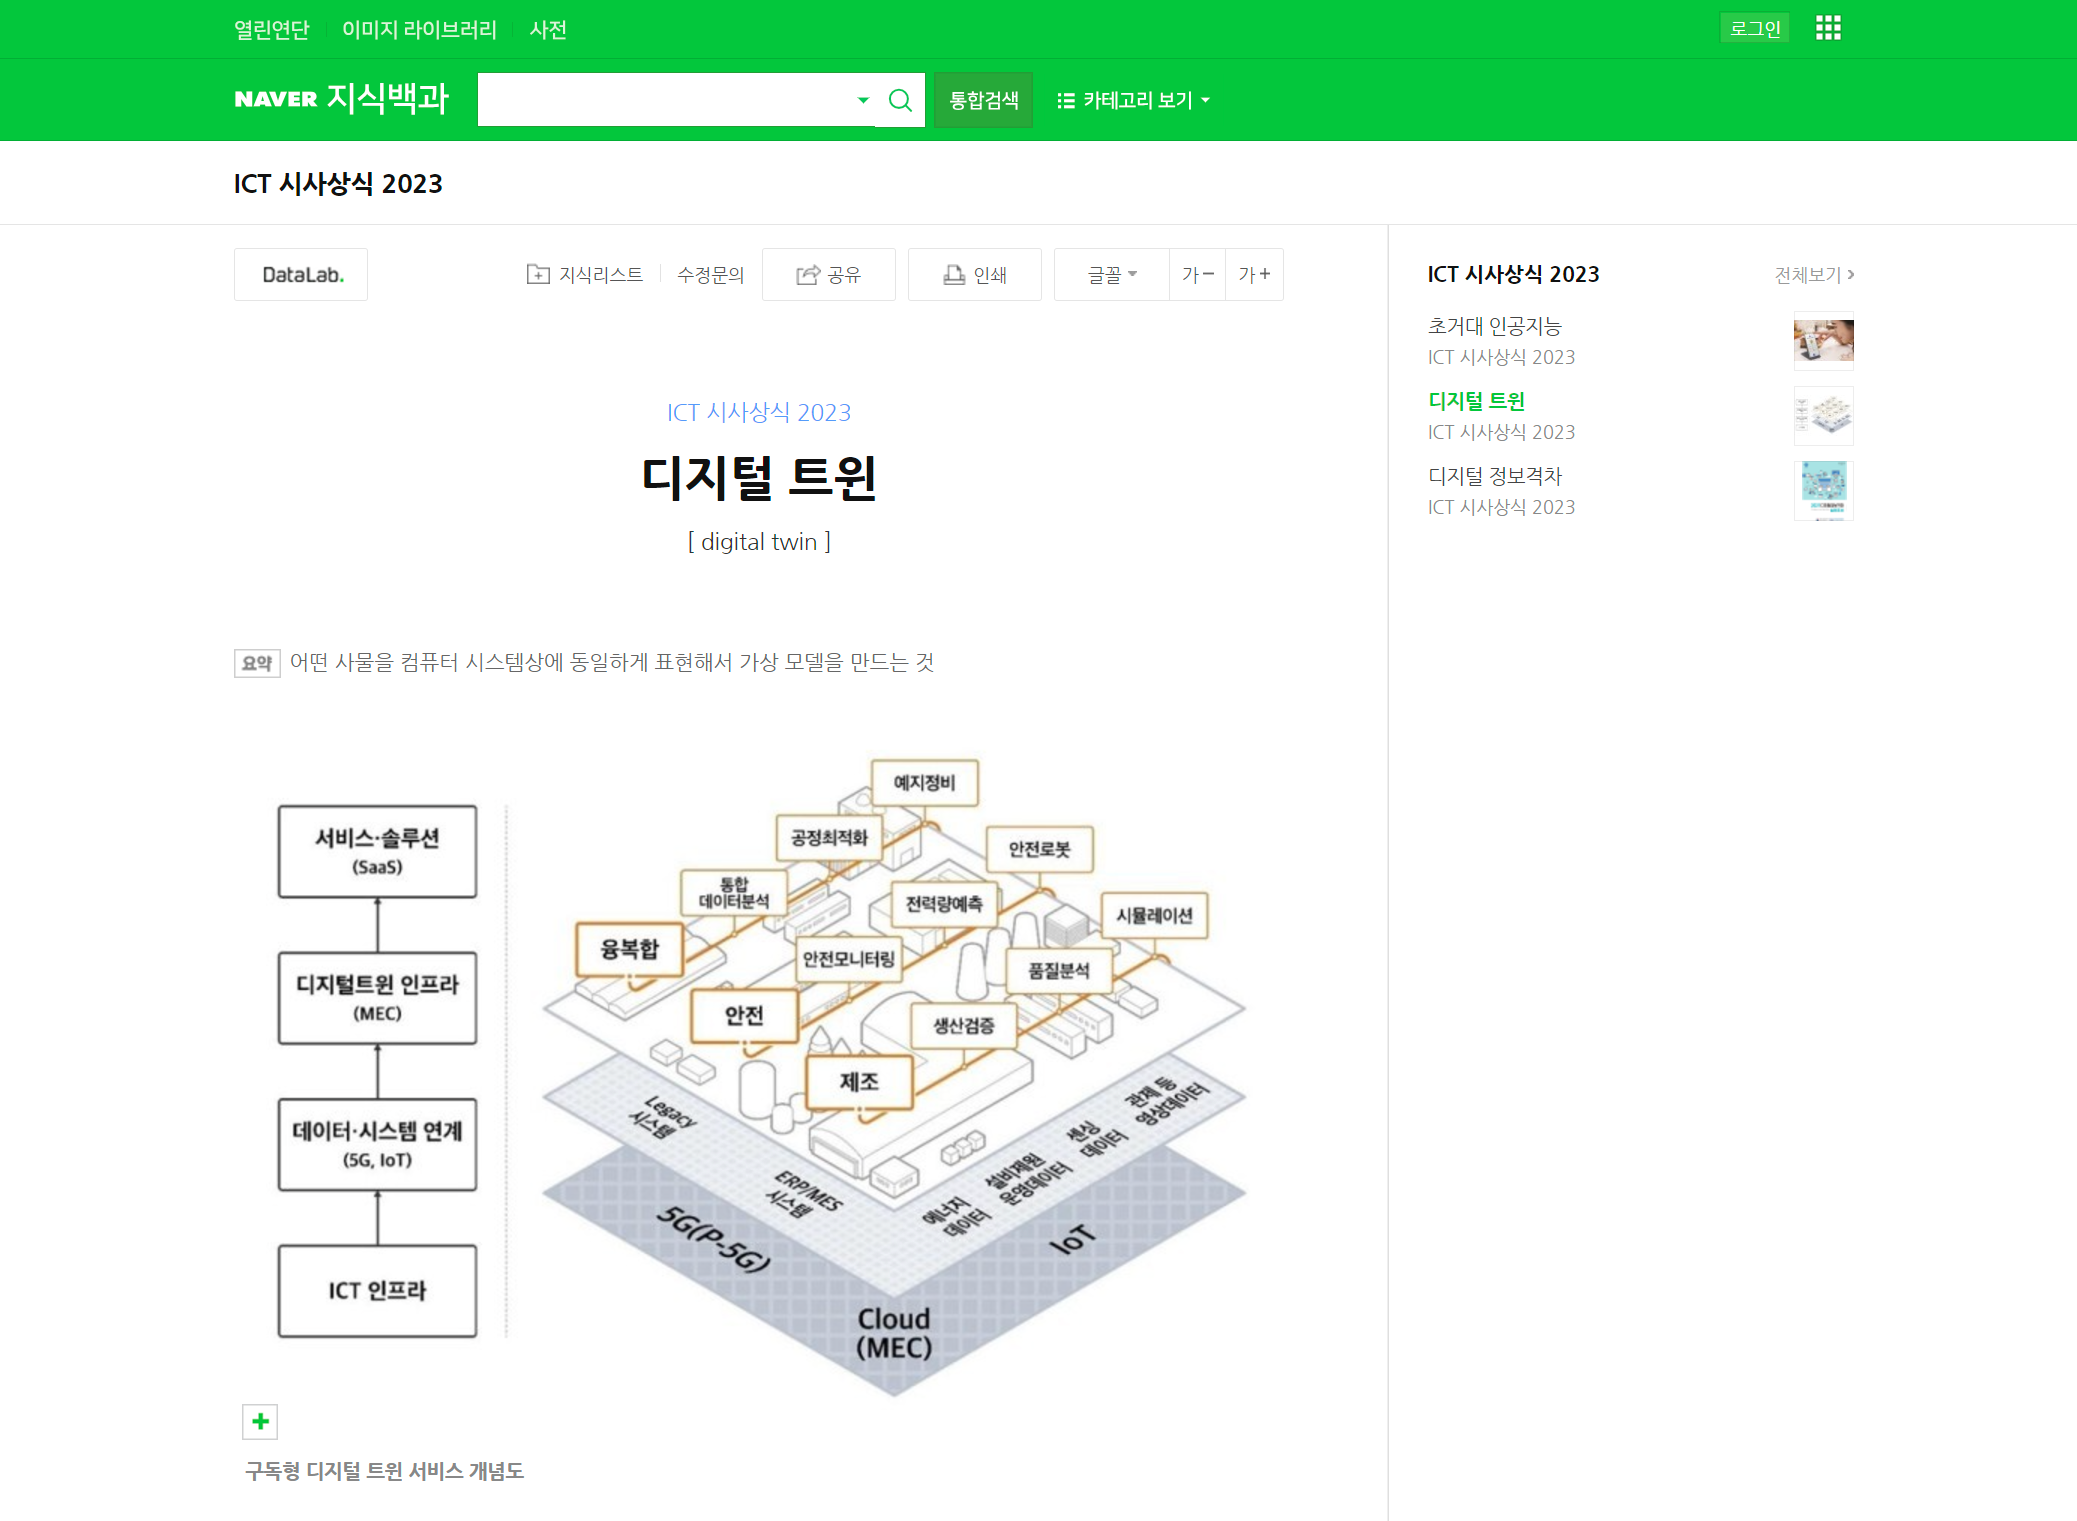 열린연단
이미지 라이브러리
사전
로그인
NAVER 지식백과
통합검색
카테고리 보기
ICT 시사상식 2023
DataLab.
지식리스트
수정문의
공유
인쇄
글꼴
가−
가+
ICT 시사상식 2023
디지털 트윈
[ digital twin ]
요약 어떤 사물을 컴퓨터 시스템상에 동일하게 표현해서 가상 모델을 만드는 것
서비스·솔루션
(SaaS)
디지털트윈 인프라
(MEC)
데이터·시스템 연계
(5G, IoT)
ICT 인프라
예지정비
공정최적화
통합
데이터분석
융복합
안전로봇
전력량예측
안전모니터링
안전
시뮬레이션
품질분석
생산검증
제조
Legacy
시스템
ERP/MES
시스템
에너지
데이터
설비제원
운영데이터
센싱
데이터
관제
영상데이터
5G(P-5G)
IoT
Cloud
(MEC)
구독형 디지털 트윈 서비스 개념도
ICT 시사상식 2023
전체보기
초거대 인공지능
ICT 시사상식 2023
디지털 트윈
ICT 시사상식 2023
디지털 정보격차
ICT 시사상식 2023